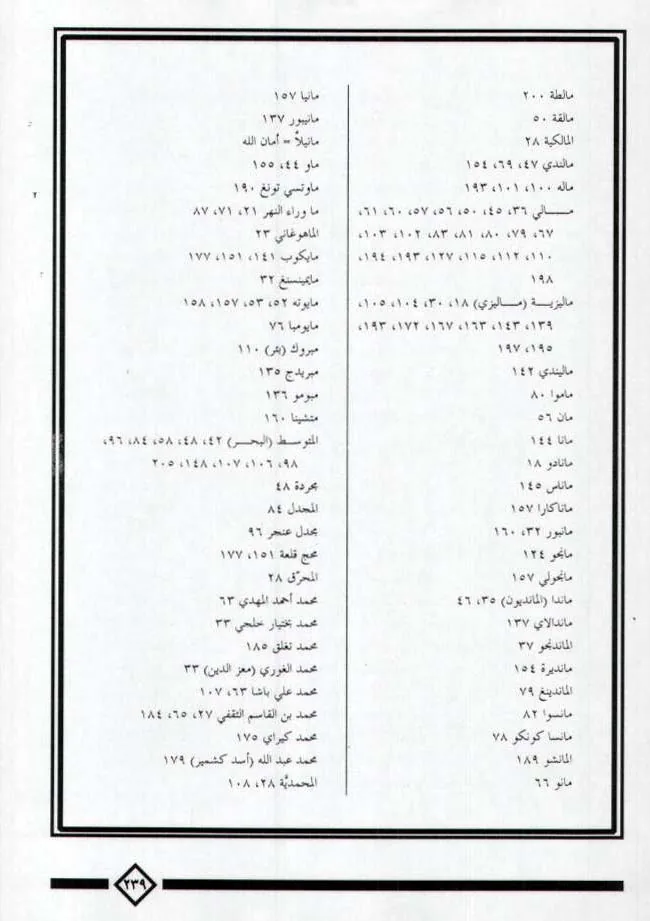 مالطة ٢٠٠
مالقة ٥٠
المالكية ٢٨
مالندي ٤٧، ٦٩، ١٥٤
ماله ١٠٠، ١٠١، ١٩٣
مـــالي ٣٦، ٤٥، ٥٠، ٥٦، ٥٧، ٦٠، ٦١،
٦٧، ٧٩، ٨٠، ٨١، ٨٣، ١٠٢، ١٠٣،
١١٠، ١١٢، ١١٥، ١٢٧، ١٩٣، ١٩٤،
١٩٨
ماليزيــة (مــاليزي) ١٨، ٣٠، ١٠٤، ١٠٥،
١٣٩، ١٤٣، ١٦٣، ١٦٧، ١٧٢، ١٩٣،
١٩٥، ١٩٧
ماليندي ١٤٢
ماموا ٨٠
مان ٥٦
مانا ١٤٤
مانادو ١٨
ماناس ١٤٥
ماناكارا ١٥٧
مانبور ٣٢، ١٦٠
مانجو ١٢٤
مانجولي ١٥٧
ماندا (المانديون) ٣٥، ٤٦
ماندالاي ١٣٧
الماندنجو ٣٧
مانديرة ١٥٤
الماندينغ ٧٩
مانسوا ٨٢
مانسا كونكو ٧٨
المانشو ١٨٩
مانو ٦٦
مانيا ١٥٧
مانيبور ١٣٧
مانيلاّ = أمان الله
ماو ٤٤، ١٥٥
ماوتسي تونغ ١٩٠
ما وراء النهر ٢١، ٧١، ٨٧
الماهوغاني ٢٣
مايكوب ١٤١، ١٥١، ١٧٧
مايمينسنغ ٣٢
مايوته ٥٢، ٥٣، ١٥٧، ١٥٨
مايومبا ٧٦
مبروك (بئر) ١١٠
مبريدج ١٣٥
مبومو ١٣٦
متشينا ١٦٠
المتوسـط (البحـــر) ٤٢، ٤٨، ٥٨، ٨٤، ٩٦،
٩٨، ١٠٦، ١٠٧، ١٤٨، ٢٠٥
مجردة ٤٨
المجدل ٨٤
مجدل عنجر ٩٦
محج قلعة ١٥١، ١٧٧
المحرّق ٢٨
محمد أحمد المهدي ٦٣
محمد بختيار خلجي ٣٣
محمد تغلق ١٨٥
محمد الغوري (معز الدين) ٣٣
محمد علي باشا ٦٣، ١٠٧
محمد بن القاسم الثقفي ٢٧، ٦٥، ١٨٤
محمد كيراي ١٧٥
محمد عبد الله (أسد كشمير) ١٧٩
المحمديَّة ٢٨، ١٠٨
٢٣٩